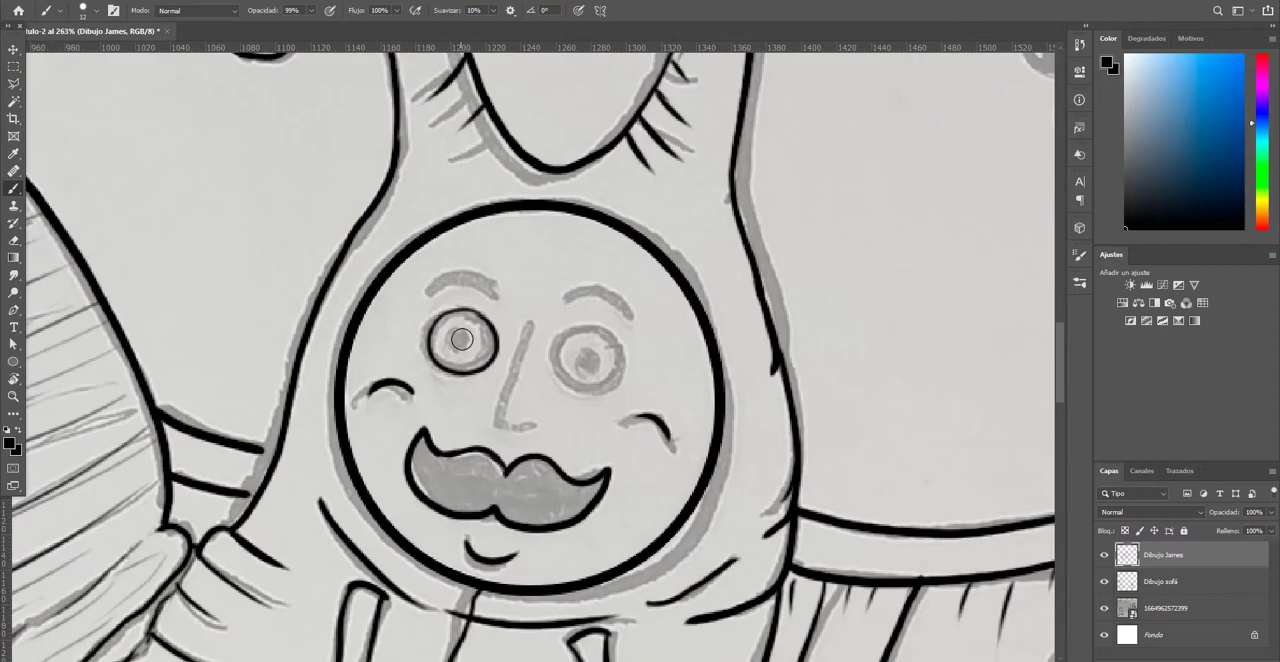 Modo: Normal Opacidad: 99% Flujo: 100% Suavizar: 10% 0°
tulo-2 al 263% (Dibujo James, RGB/8) * ×
960 980 1000 1020 1040 1060 1080 1100 1120 1140 1160 1180 1200 1220 1240 1260 1280 1300 1320 1340 1360 1380 1400 1420 1440 1460 1480 1500 1520
12
Color Degradados Motivos
Ajustes
Añadir un ajuste
Capas Canales Trazados
Tipo
Normal Opacidad: 100%
Bloq.: Relleno: 100%
Dibujo James
Dibujo sofá
1664962572399
Fondo